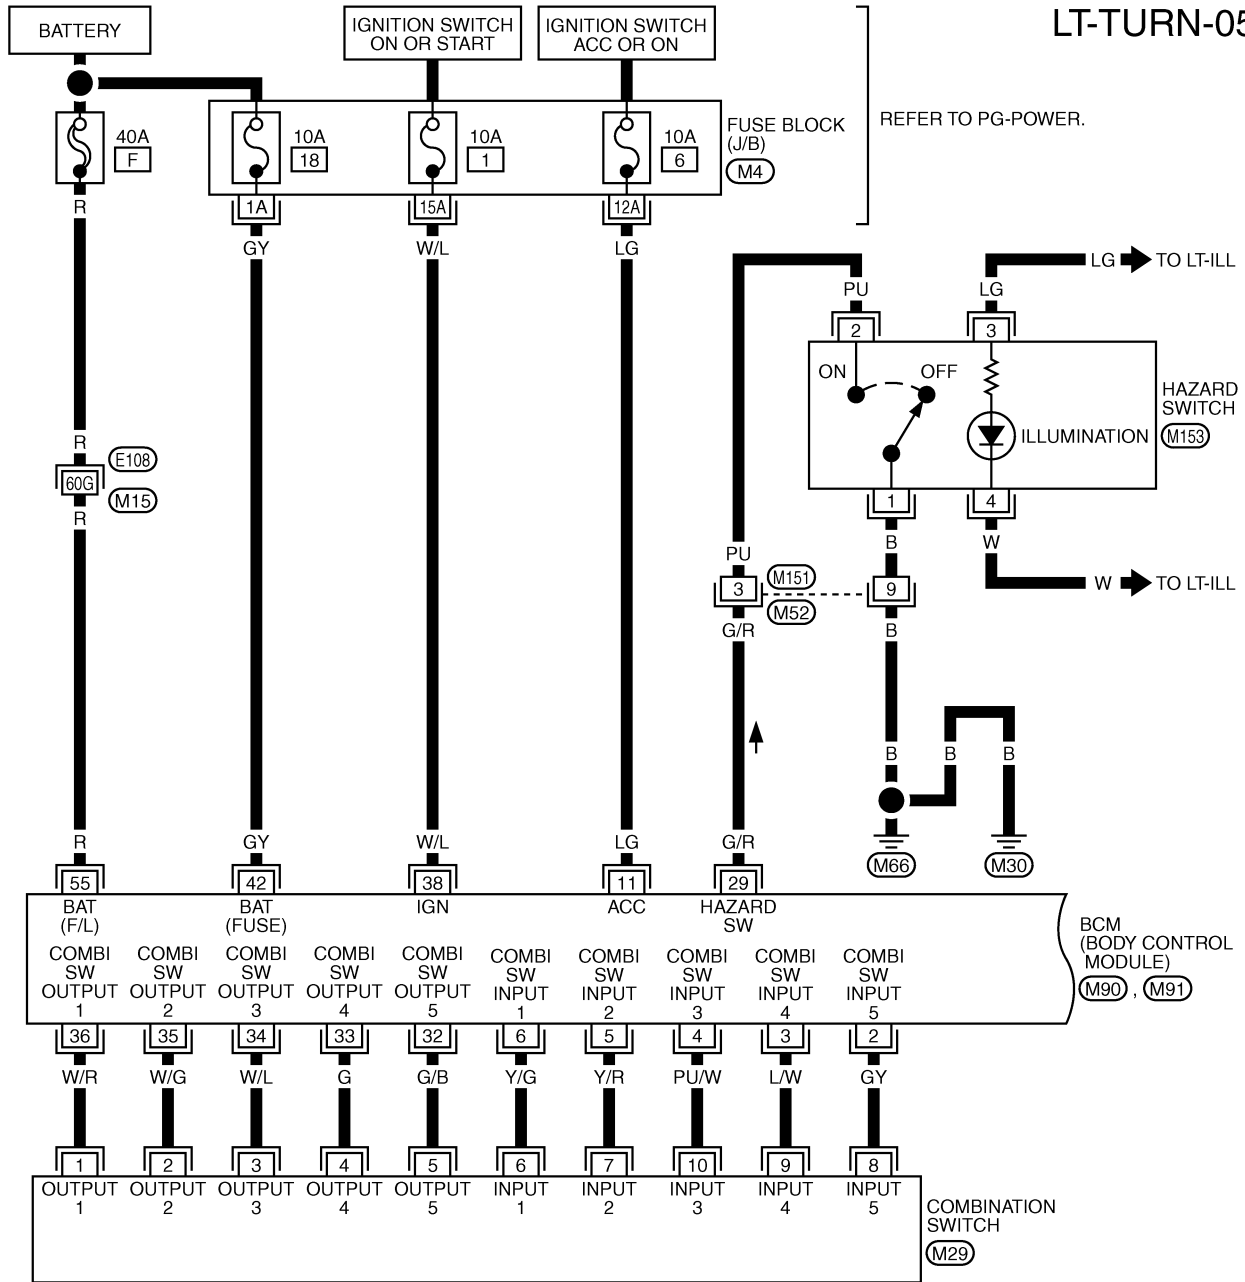 LT-TURN-05
BATTERY
IGNITION SWITCH
ON OR START
IGNITION SWITCH
ACC OR ON
40A
F
10A
18
10A
1
10A
6
FUSE BLOCK
(J/B)
M4
REFER TO PG-POWER.
R
1A
15A
12A
GY
W/L
LG
PU
LG
LG
TO LT-ILL
2
3
ON
OFF
ILLUMINATION
HAZARD
SWITCH
M153
1
4
B
W
W
TO LT-ILL
R
E108
60G
M15
R
PU
3
M151
M52
9
G/R
B
B
B
B
M66
M30
R
GY
W/L
LG
G/R
55
42
38
11
29
BAT
(F/L)
BAT
(FUSE)
IGN
ACC
HAZARD
SW
BCM
(BODY CONTROL
MODULE)
M90 , M91
COMBI
SW
OUTPUT
1
COMBI
SW
OUTPUT
2
COMBI
SW
OUTPUT
3
COMBI
SW
OUTPUT
4
COMBI
SW
OUTPUT
5
COMBI
SW
INPUT
1
COMBI
SW
INPUT
2
COMBI
SW
INPUT
3
COMBI
SW
INPUT
4
COMBI
SW
INPUT
5
36
35
34
33
32
6
5
4
3
2
W/R
W/G
W/L
G
G/B
Y/G
Y/R
PU/W
L/W
GY
1
2
3
4
5
6
7
10
9
8
OUTPUT
1
OUTPUT
2
OUTPUT
3
OUTPUT
4
OUTPUT
5
INPUT
1
INPUT
2
INPUT
3
INPUT
4
INPUT
5
COMBINATION
SWITCH
M29